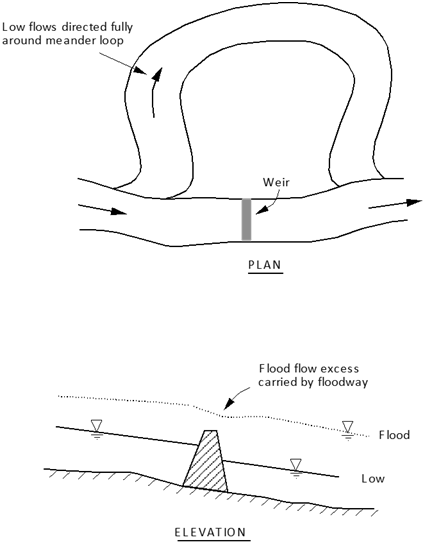 Low flows directed fully
around meander loop
Weir
PLAN
Flood flow excess
carried by floodway
Flood
Low
ELEVATION